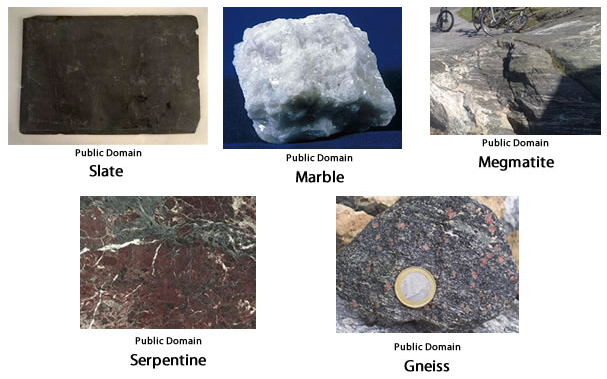 Public Domain
Slate
Public Domain
Marble
Public Domain
Megmatite
Public Domain
Serpentine
Public Domain
Gneiss